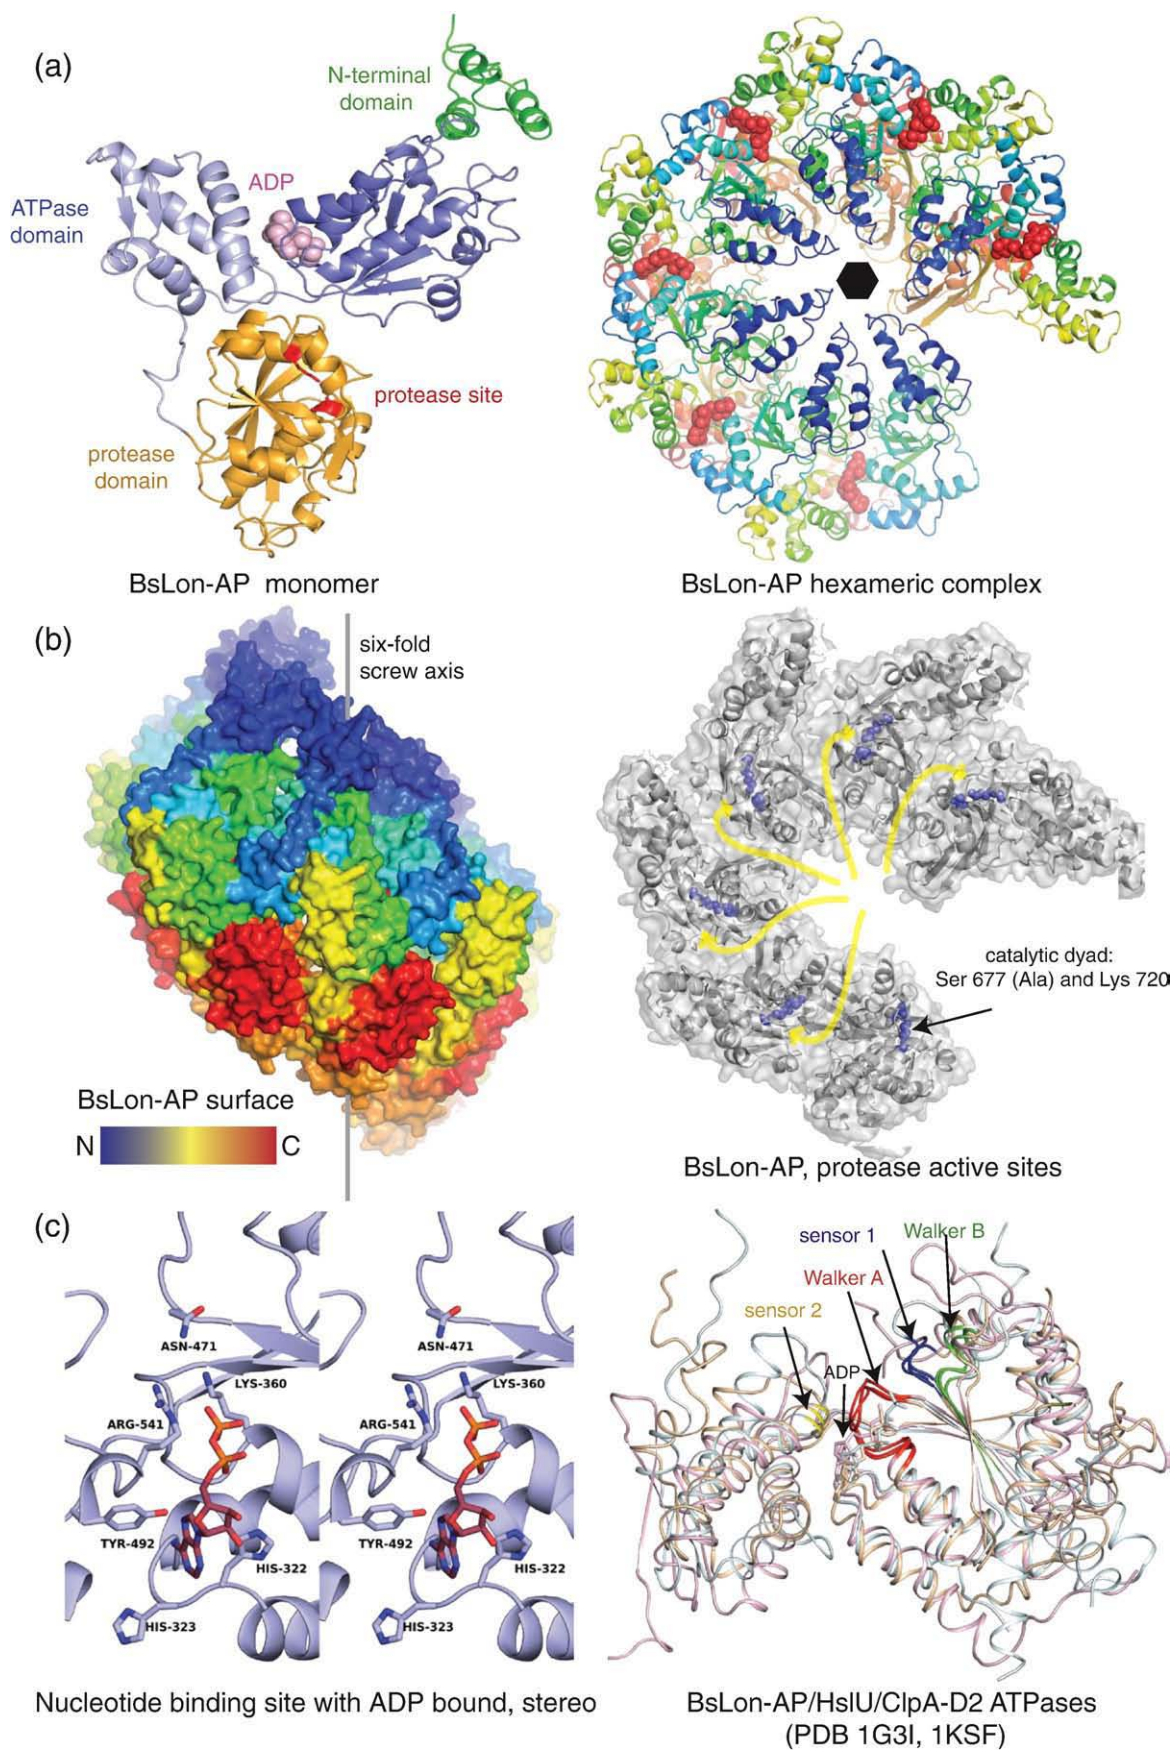 (a)
N-terminal
domain
ADP
ATPase
domain
protease site
protease
domain
BsLon-AP monomer
BsLon-AP hexameric complex
(b)
six-fold
screw axis
BsLon-AP surface
N C
catalytic dyad:
Ser 677 (Ala) and Lys 720
BsLon-AP, protease active sites
(c)
ASN-471
LYS-360
ARG-541
TYR-492
HIS-322
HIS-323
ASN-471
LYS-360
ARG-541
TYR-492
HIS-322
HIS-323
sensor 1
Walker B
Walker A
sensor 2
ADP
Nucleotide binding site with ADP bound, stereo
BsLon-AP/HslU/ClpA-D2 ATPases
(PDB 1G3I, 1KSF)